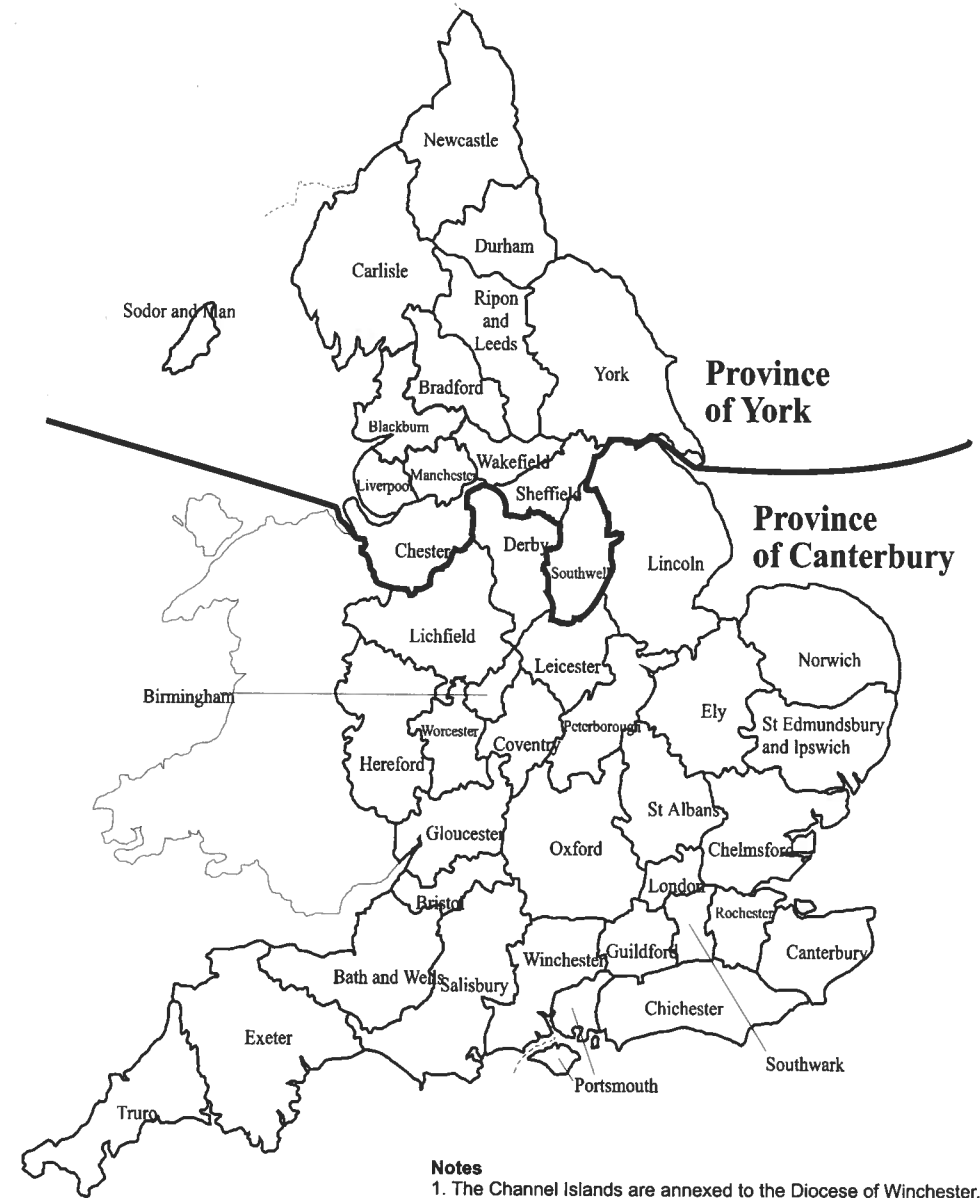 Newcastle
Durham
Carlisle
Ripon
and
Leeds
Sodor and Man
York
Province
of York
Bradford
Blackburn
Wakefield
Manchester
Liverpool
Sheffield
Province
of Canterbury
Chester
Derby
Southwell
Lincoln
Lichfield
Leicester
Norwich
Birmingham
Ely
St Edmundsbury
and Ipswich
Worcester
Peterborough
Coventry
Hereford
St Albans
Gloucester
Oxford
Chelmsford
London
Bristol
Rochester
Winchester
Guildford
Canterbury
Bath and Wells
Salisbury
Chichester
Exeter
Southwark
Portsmouth
Truro
Notes
1. The Channel Islands are annexed to the Diocese of Winchester.